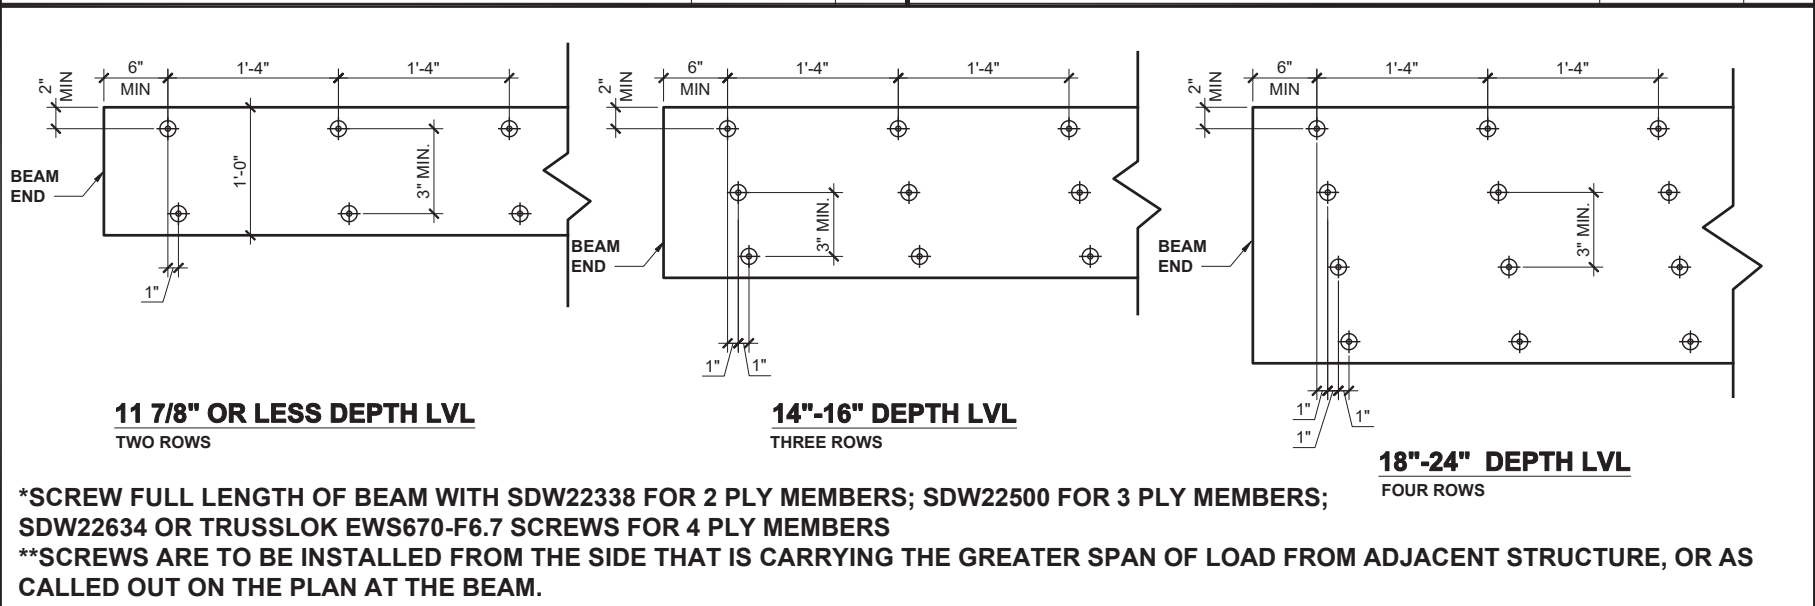 2" MIN
6" MIN
1'-4"
1'-4"
BEAM
END
1'-0"
3" MIN.
1"
11 7/8" OR LESS DEPTH LVL
TWO ROWS
2" MIN
6" MIN
1'-4"
1'-4"
BEAM
END
3" MIN.
1"
1"
14"-16" DEPTH LVL
THREE ROWS
2" MIN
6" MIN
1'-4"
1'-4"
BEAM
END
3" MIN.
1"
1"
1"
18"-24" DEPTH LVL
FOUR ROWS
*SCREW FULL LENGTH OF BEAM WITH SDW22338 FOR 2 PLY MEMBERS; SDW22500 FOR 3 PLY MEMBERS;
SDW22634 OR TRUSSLOK EWS670-F6.7 SCREWS FOR 4 PLY MEMBERS
**SCREWS ARE TO BE INSTALLED FROM THE SIDE THAT IS CARRYING THE GREATER SPAN OF LOAD FROM ADJACENT STRUCTURE, OR AS
CALLED OUT ON THE PLAN AT THE BEAM.